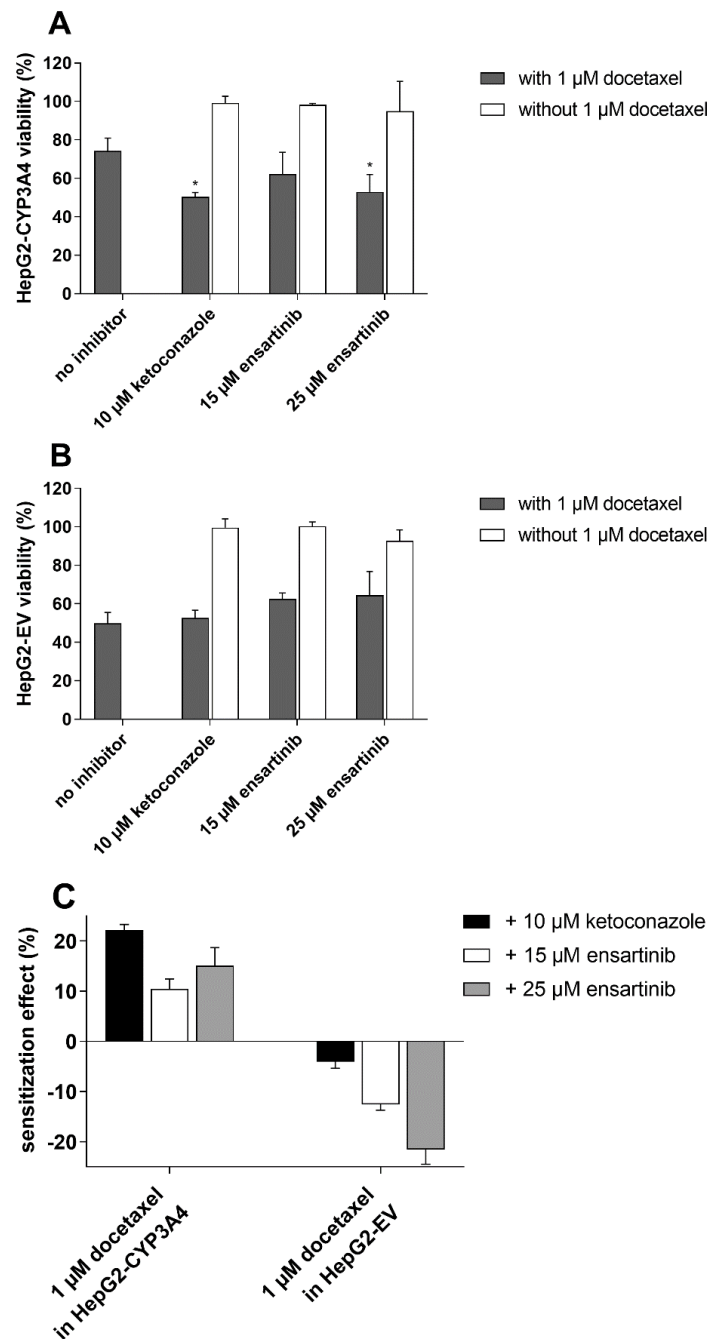 A
HepG2-CYP3A4 viability (%)
120
100
80
60
40
20
0
*
*
with 1 µM docetaxel
without 1 µM docetaxel
no inhibitor
10 µM ketoconazole
15 µM ensartinib
25 µM ensartinib
B
HepG2-EV viability (%)
120
100
80
60
40
20
0
with 1 µM docetaxel
without 1 µM docetaxel
no inhibitor
10 µM ketoconazole
15 µM ensartinib
25 µM ensartinib
C
sensitization effect (%)
20
10
0
-10
-20
+ 10 µM ketoconazole
+ 15 µM ensartinib
+ 25 µM ensartinib
1 µM docetaxel
in HepG2-CYP3A4
1 µM docetaxel
in HepG2-EV